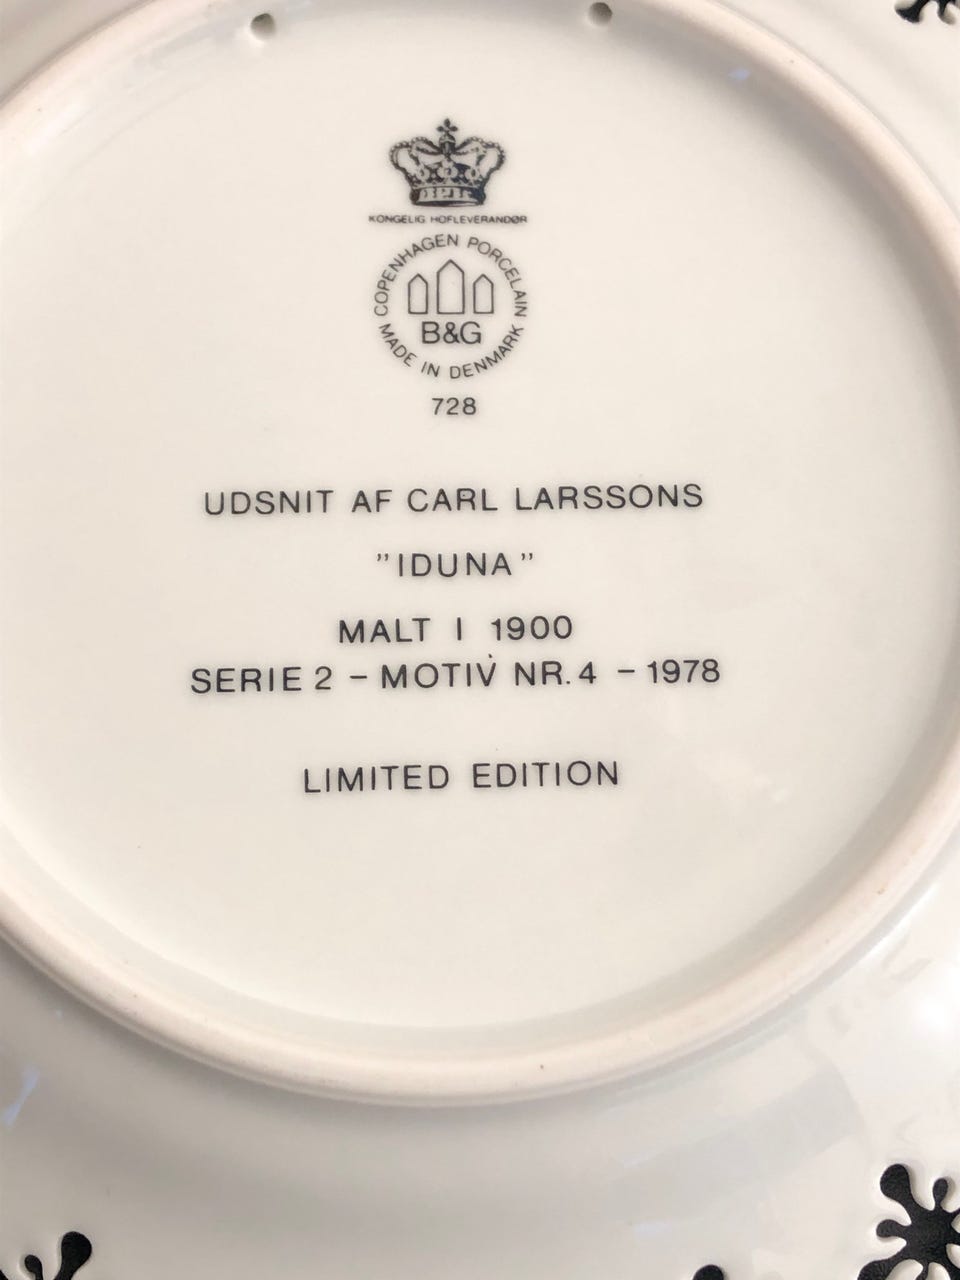 KONGELIG HOFLEVERANDØR
COPENHAGEN PORCELAIN
B&G
MADE IN DENMARK
728
UDSNIT AF CARL LARSSONS
"IDUNA"
MALT I 1900
SERIE 2 – MOTIV NR. 4 – 1978
LIMITED EDITION